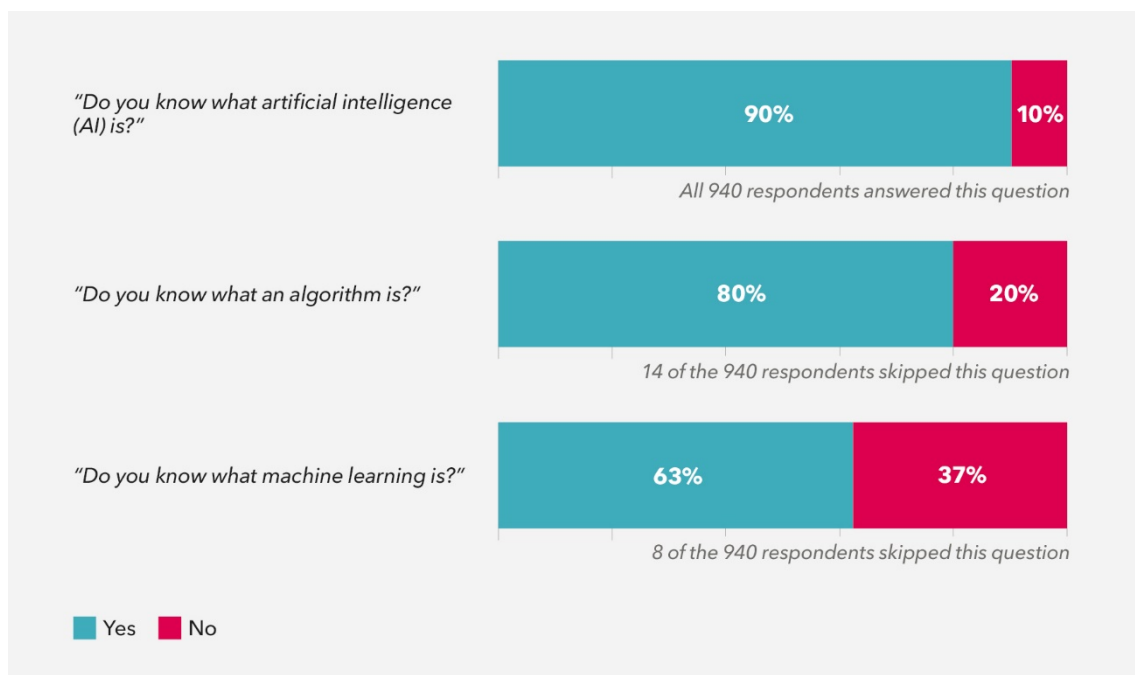 “Do you know what artificial intelligence
(AI) is?”
90%
10%
All 940 respondents answered this question
“Do you know what an algorithm is?”
80%
20%
14 of the 940 respondents skipped this question
“Do you know what machine learning is?”
63%
37%
8 of the 940 respondents skipped this question
Yes
No